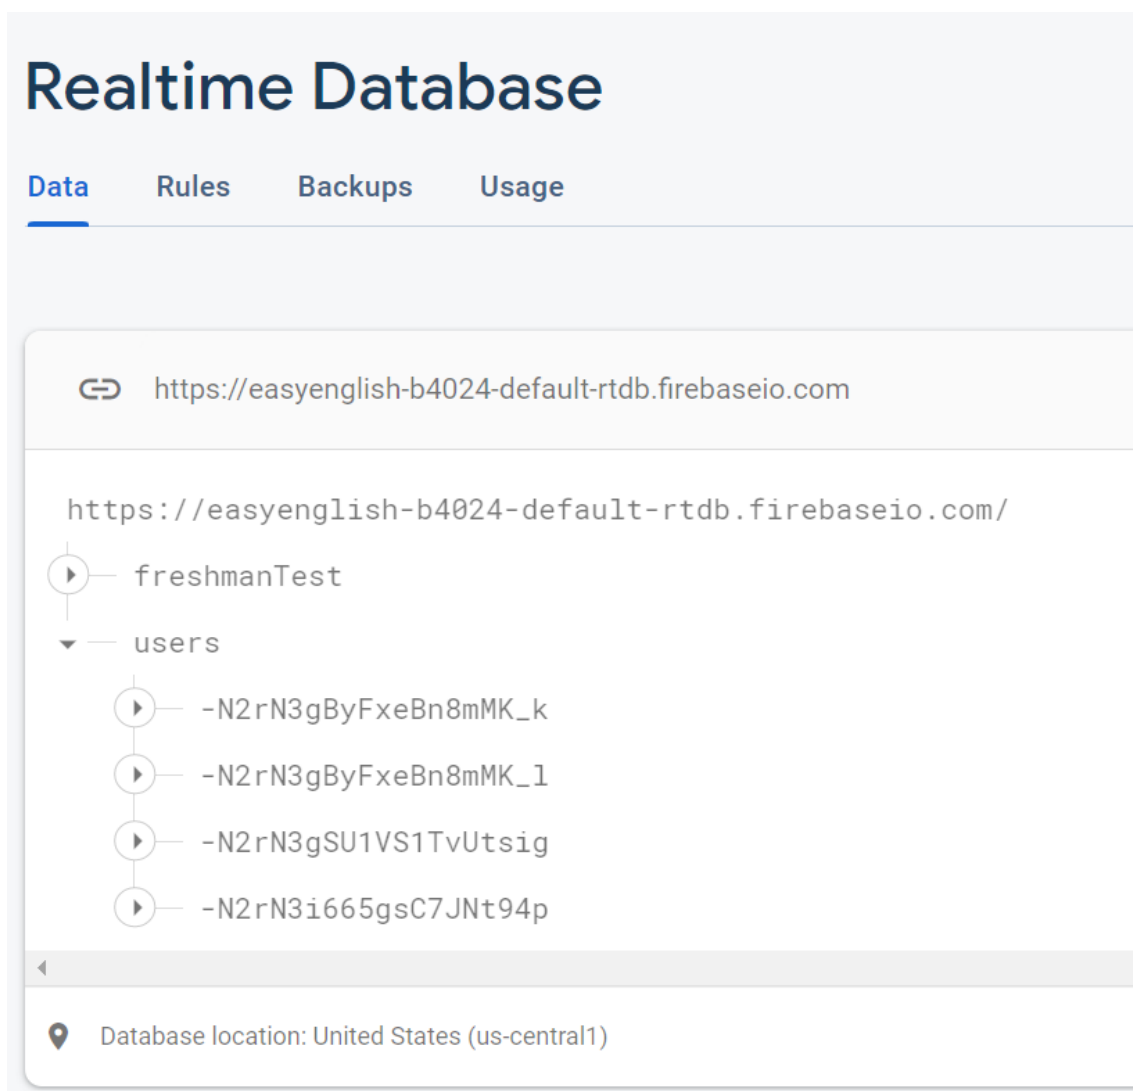 Realtime Database
Data Rules Backups Usage
https://easyenglish-b4024-default-rtdb.firebaseio.com
https://easyenglish-b4024-default-rtdb.firebaseio.com/
freshmanTest
users
-N2rN3gByFxeBn8mMK_k
-N2rN3gByFxeBn8mMK_l
-N2rN3gSU1VS1TvUtsig
-N2rN3i665gsC7JNt94p
Database location: United States (us-central1)